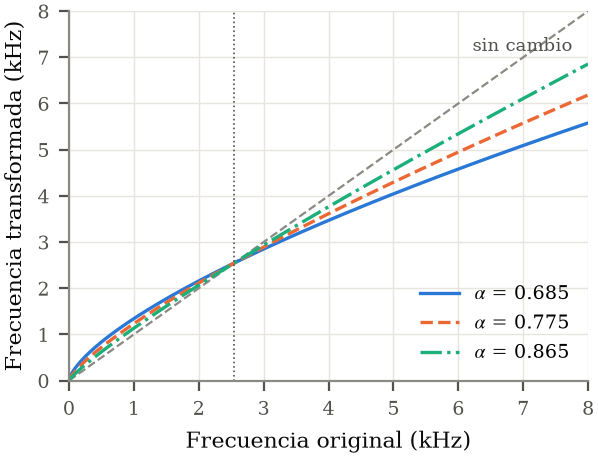 Frecuencia transformada (kHz)
8
7
6
5
4
3
2
1
0
sin cambio
α = 0.685
α = 0.775
α = 0.865
0 1 2 3 4 5 6 7 8
Frecuencia original (kHz)